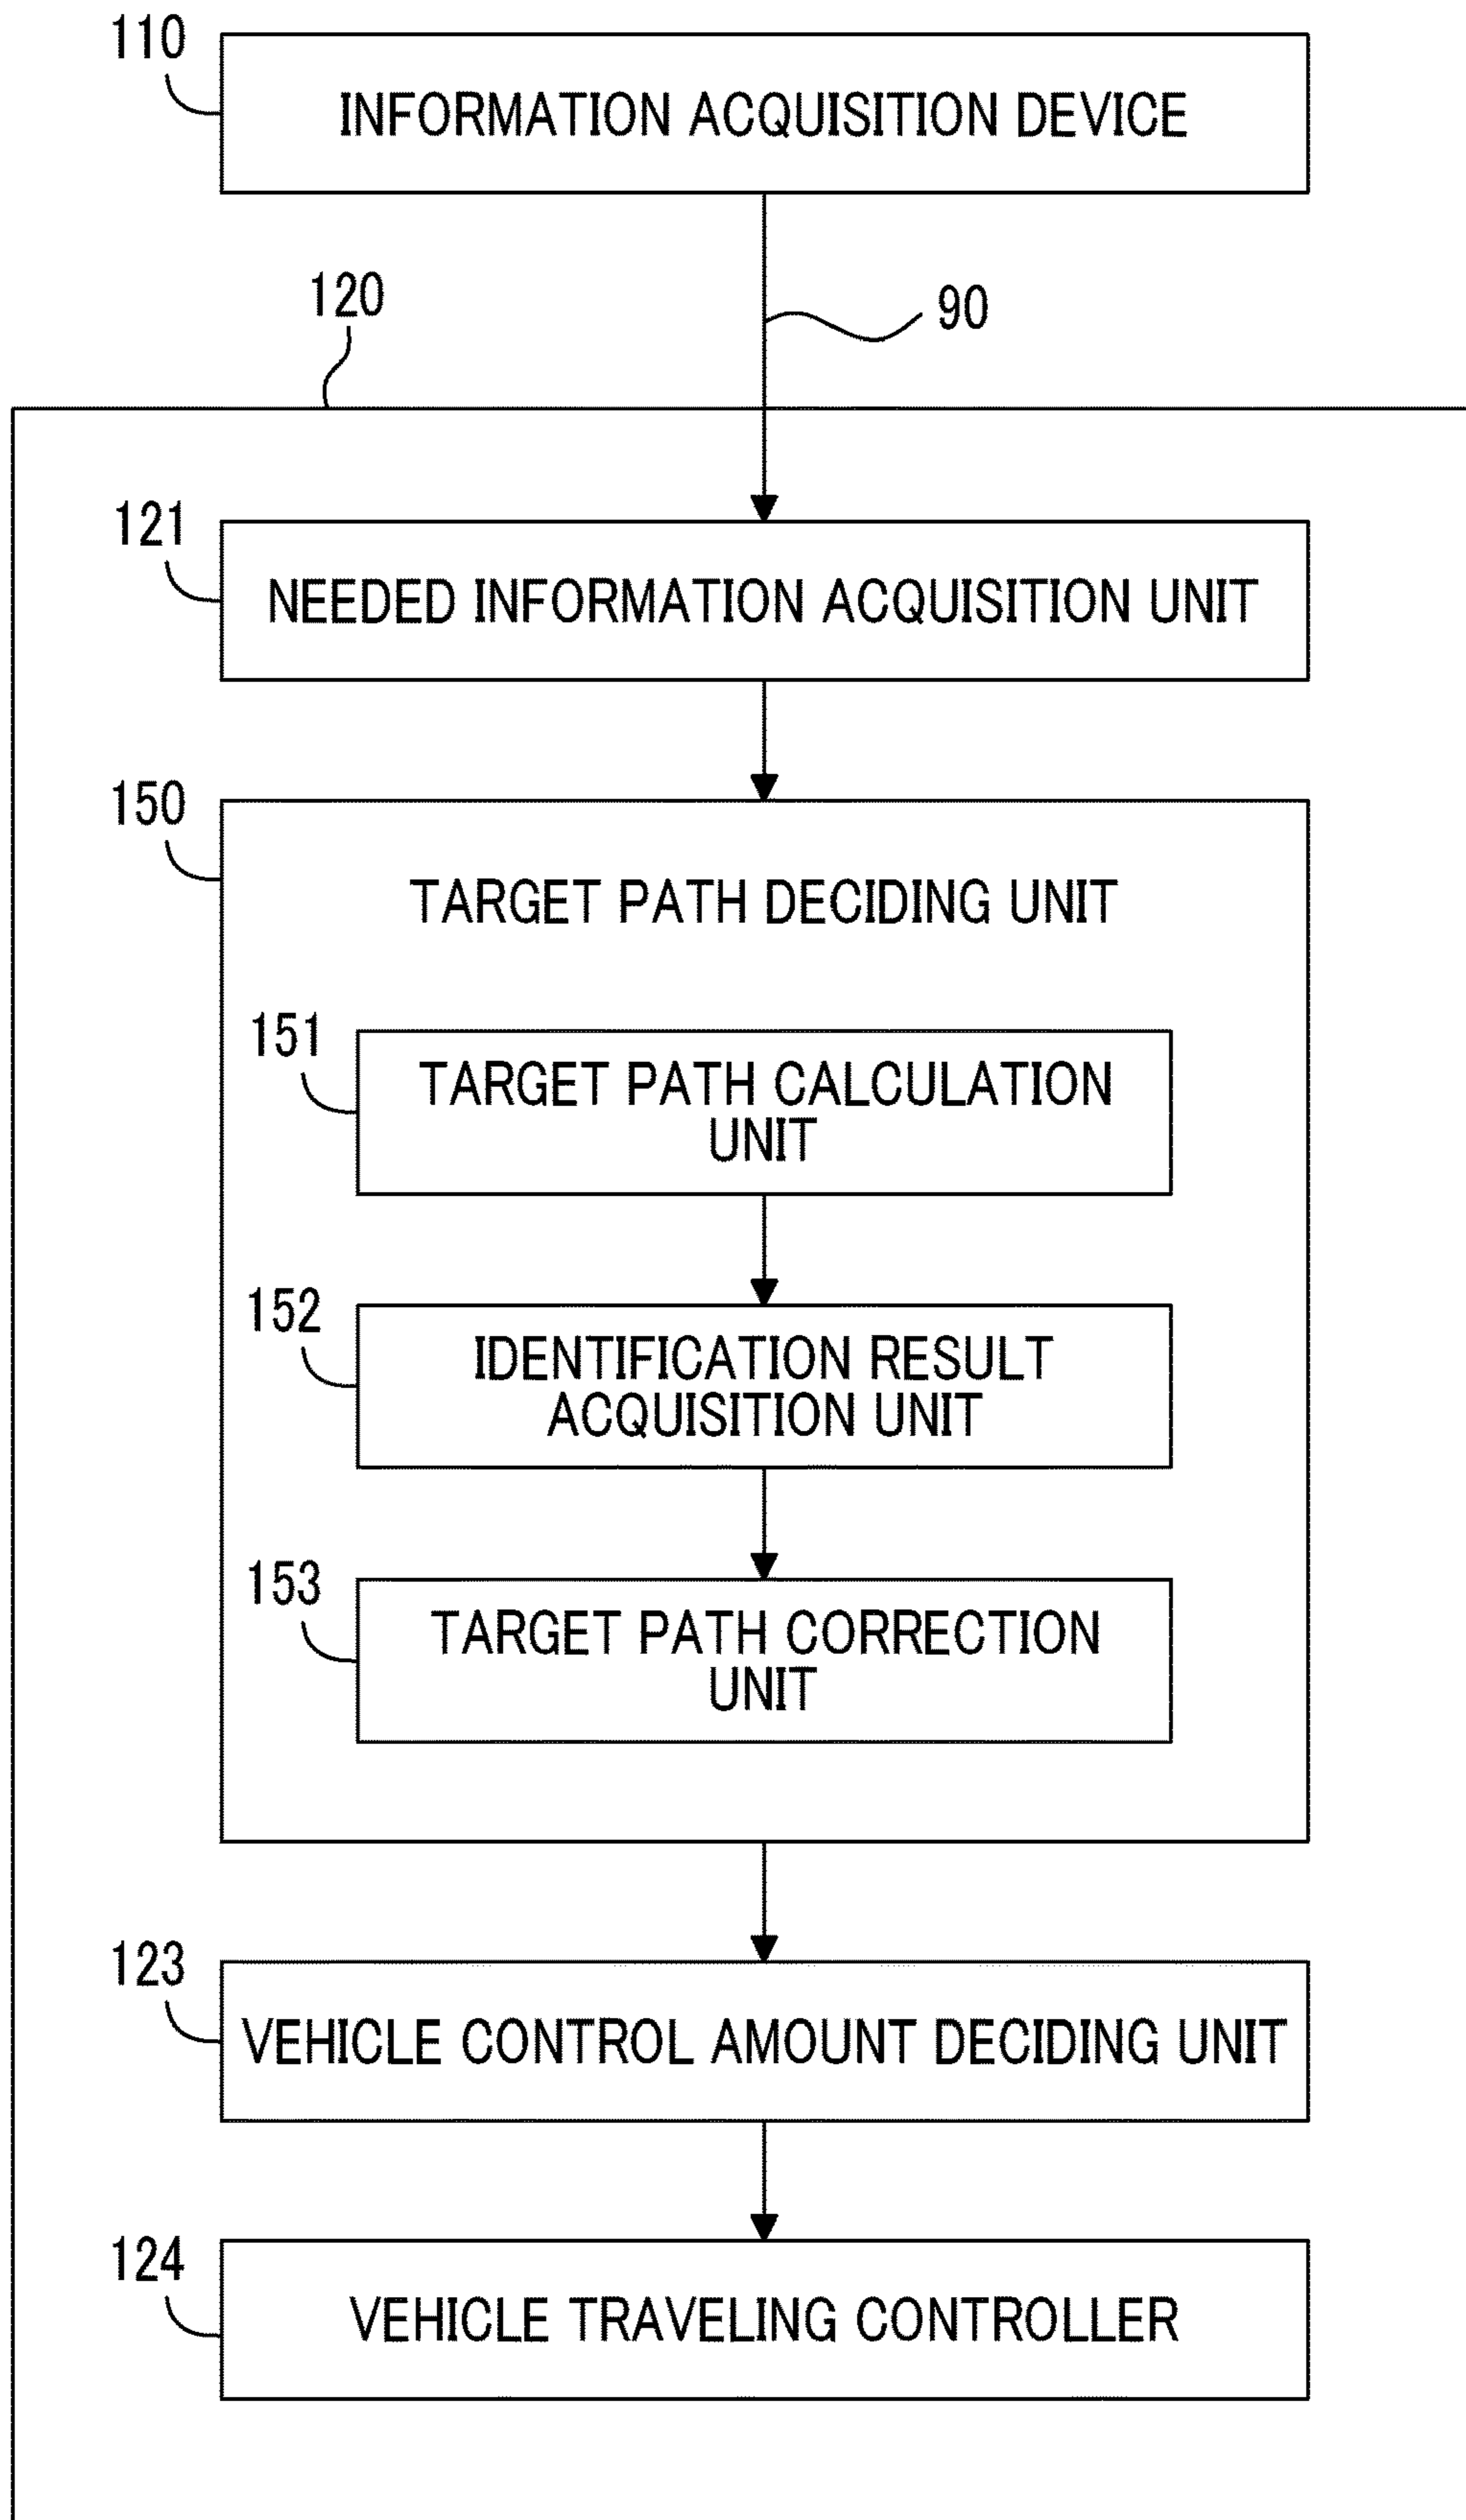 110
INFORMATION ACQUISITION DEVICE
120
90
121
NEEDED INFORMATION ACQUISITION UNIT
150
TARGET PATH DECIDING UNIT
151
TARGET PATH CALCULATION
UNIT
152
IDENTIFICATION RESULT
ACQUISITION UNIT
153
TARGET PATH CORRECTION
UNIT
123
VEHICLE CONTROL AMOUNT DECIDING UNIT
124
VEHICLE TRAVELING CONTROLLER